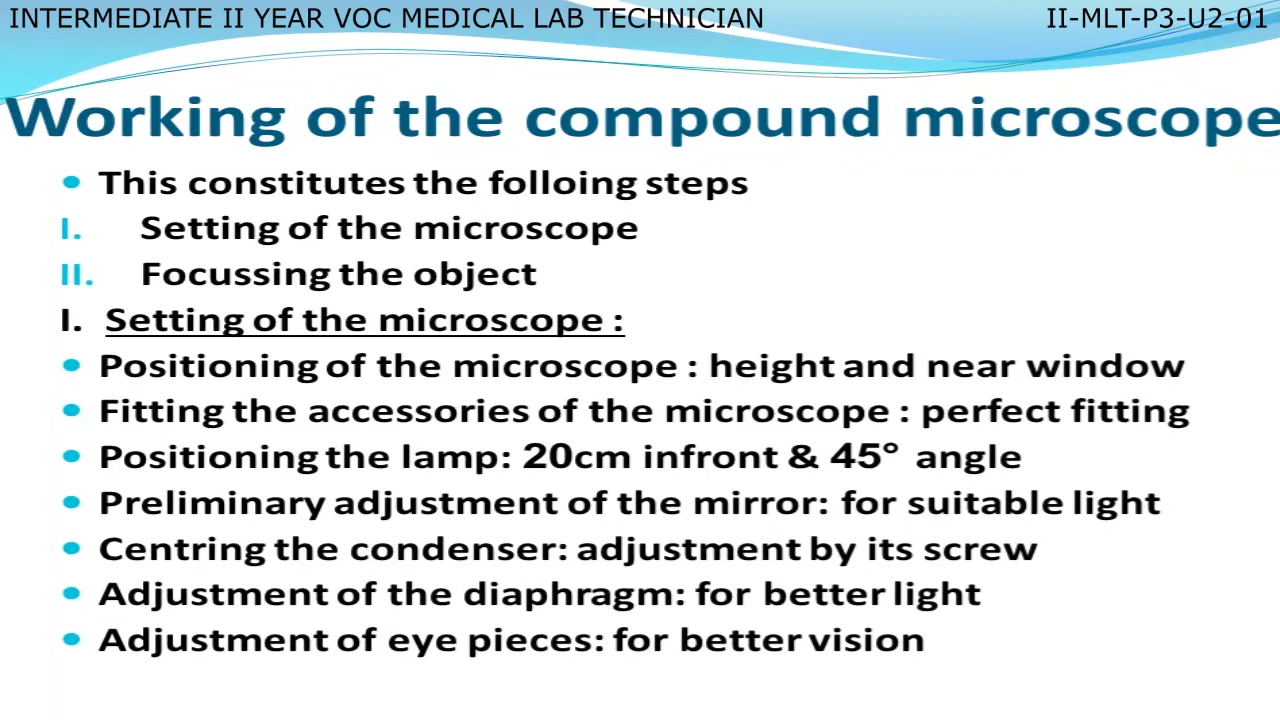 INTERMEDIATE II YEAR VOC MEDICAL LAB TECHNICIAN II-MLT-P3-U2-01
Working of the compound microscope
• This constitutes the folloing steps
I. Setting of the microscope
II. Focussing the object
I. Setting of the microscope :
• Positioning of the microscope : height and near window
• Fitting the accessories of the microscope : perfect fitting
• Positioning the lamp: 20cm infront & 45° angle
• Preliminary adjustment of the mirror: for suitable light
• Centring the condenser: adjustment by its screw
• Adjustment of the diaphragm: for better light
• Adjustment of eye pieces: for better vision